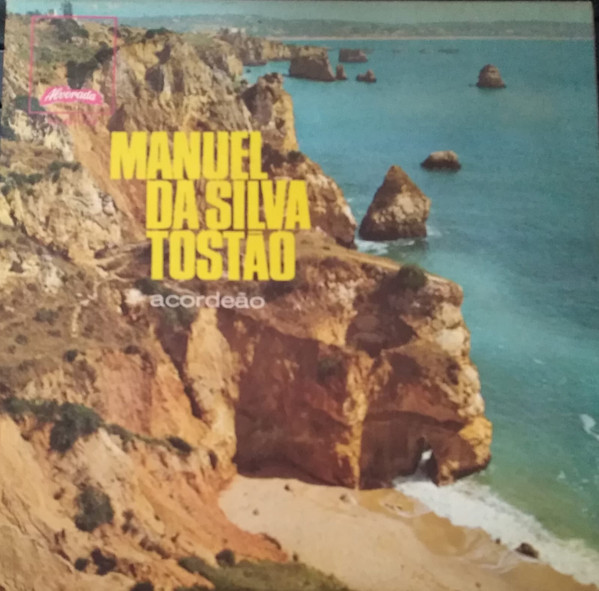 Alvorada
MANUEL
DA SILVA
TOSTÃO
acordeão